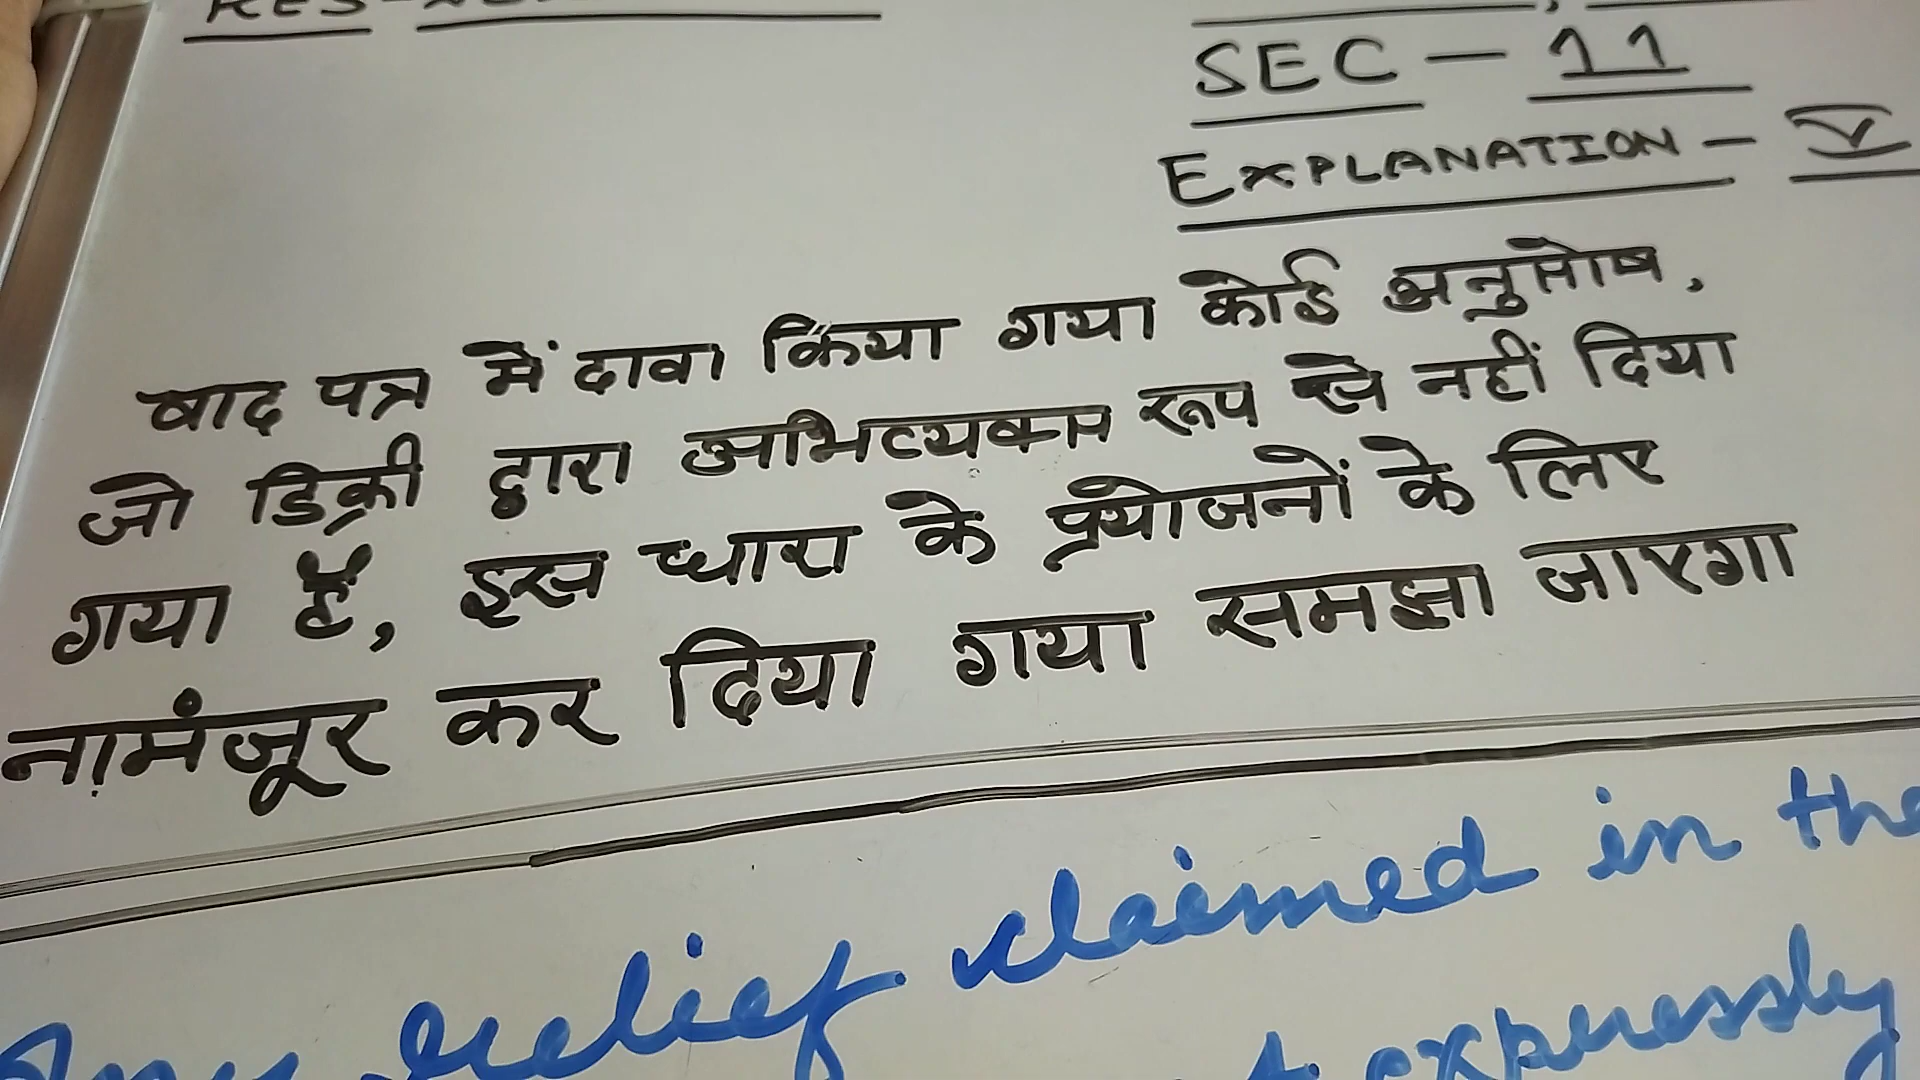 SEC - 11
EXPLANATION - V
वाद पत्र में दावा किया गया कोई अनुतोष,
जो डिक्री द्वारा अभिव्यक्त रूप से नहीं दिया
गया है, इस धारा के प्रयोजनों के लिए
नामंजूर कर दिया गया समझा जाएगा
Any relief claimed in the
expressly